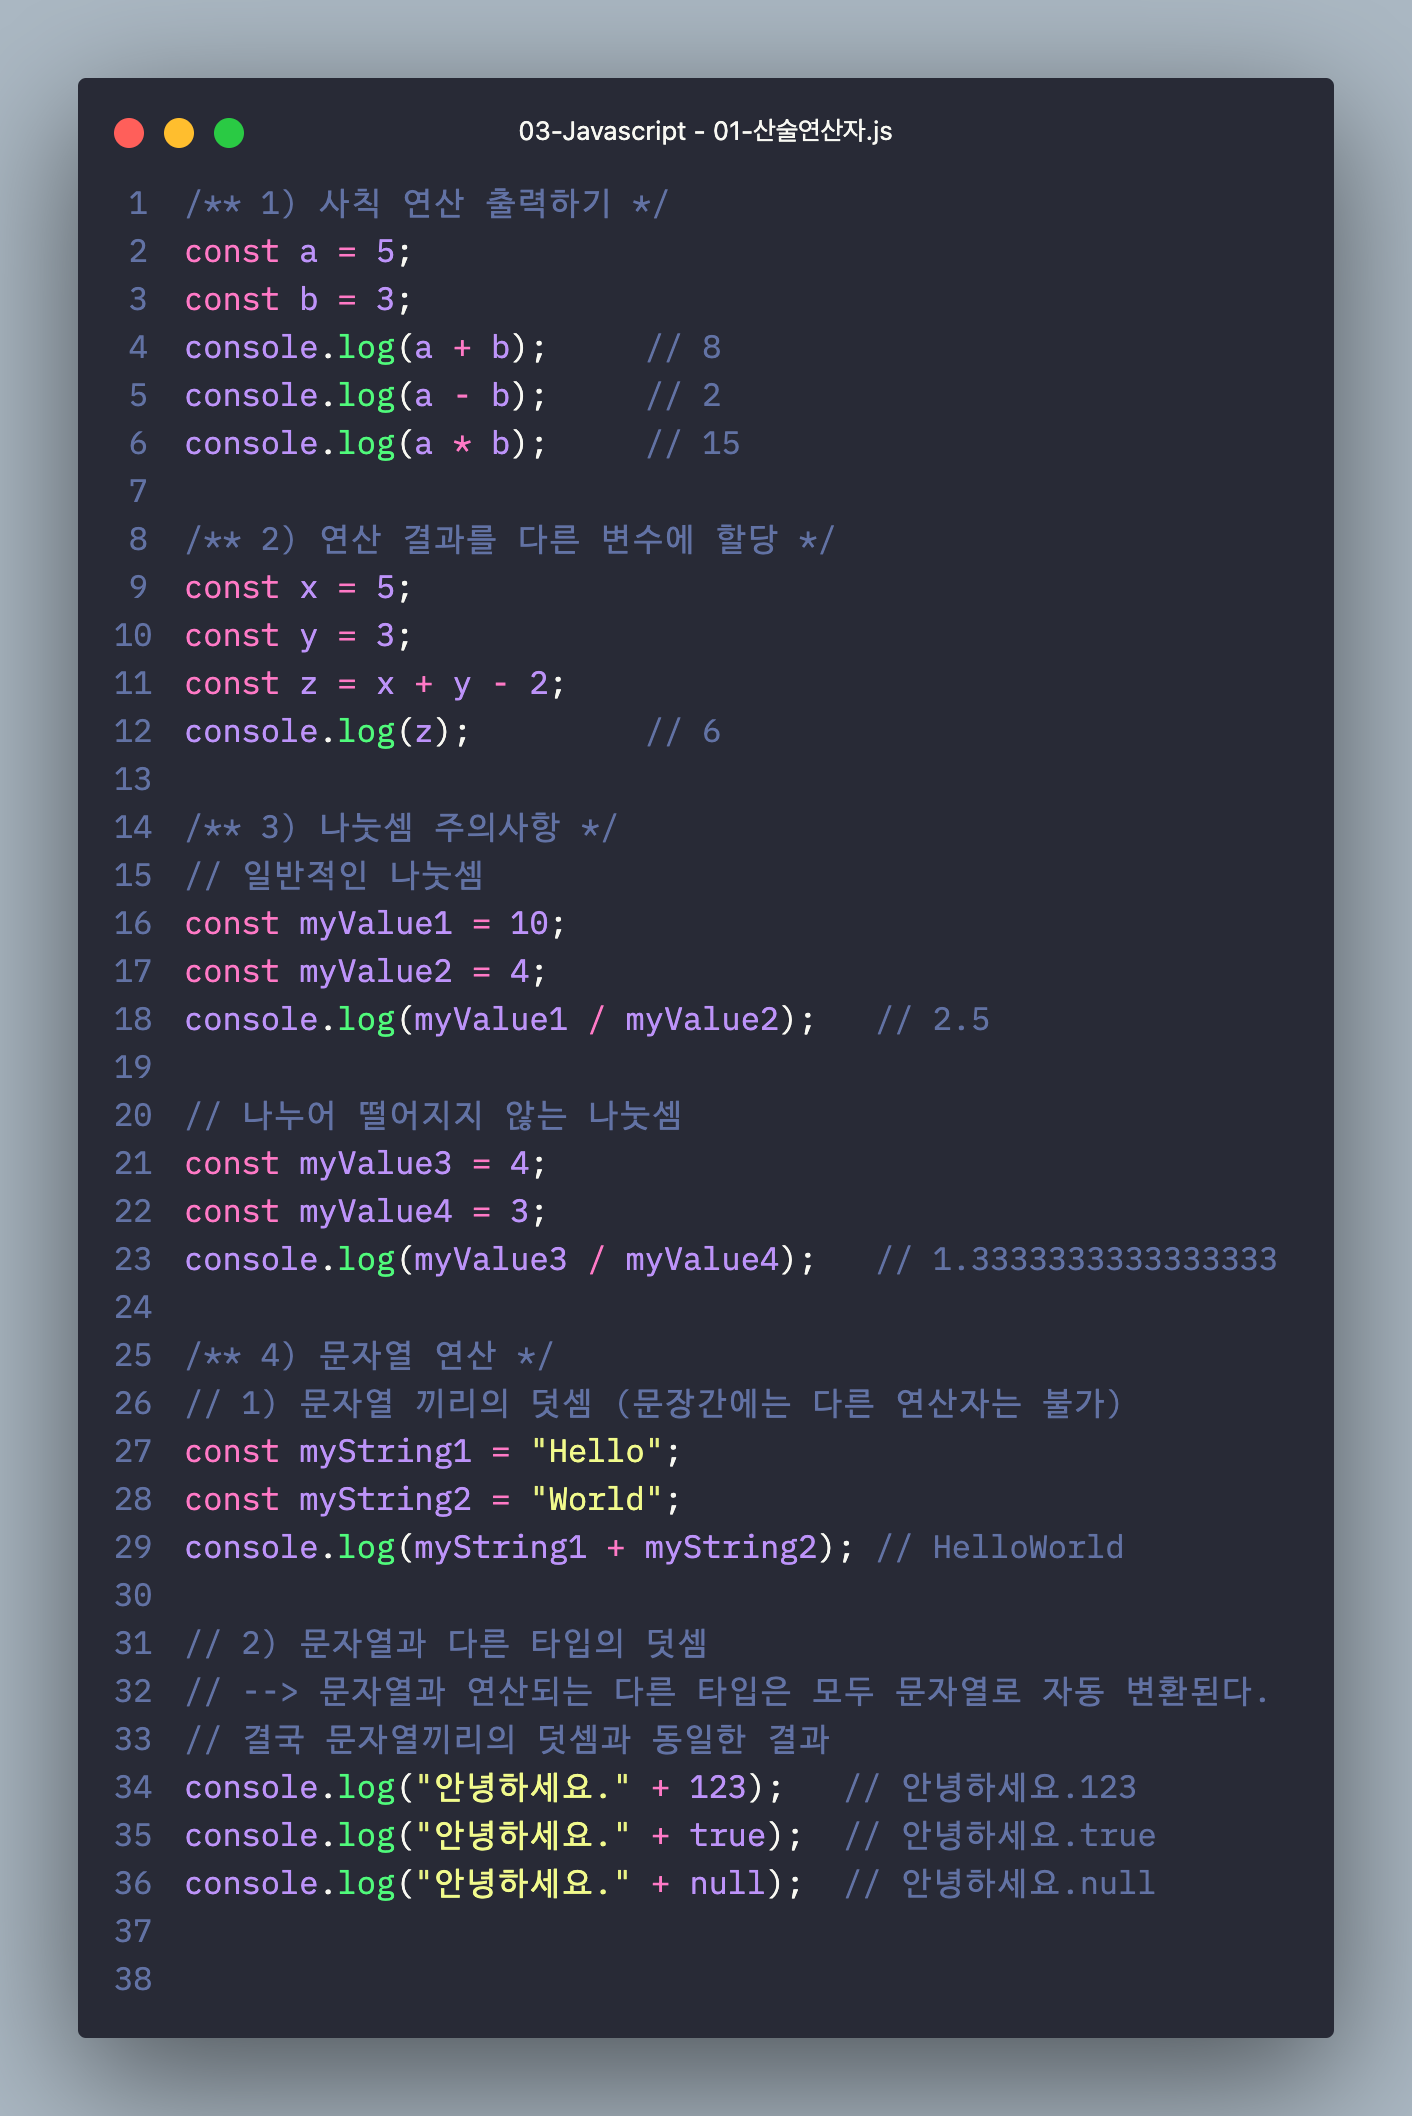 03-Javascript - 01-산술연산자.js
1 /** 1) 사칙 연산 출력하기 */
2 const a = 5;
3 const b = 3;
4 console.log(a + b);     // 8
5 console.log(a - b);     // 2
6 console.log(a * b);     // 15
7
8 /** 2) 연산 결과를 다른 변수에 할당 */
9 const x = 5;
10 const y = 3;
11 const z = x + y - 2;
12 console.log(z);         // 6
13
14 /** 3) 나눗셈 주의사항 */
15 // 일반적인 나눗셈
16 const myValue1 = 10;
17 const myValue2 = 4;
18 console.log(myValue1 / myValue2);   // 2.5
19
20 // 나누어 떨어지지 않는 나눗셈
21 const myValue3 = 4;
22 const myValue4 = 3;
23 console.log(myValue3 / myValue4);   // 1.3333333333333333
24
25 /** 4) 문자열 연산 */
26 // 1) 문자열 끼리의 덧셈 (문장간에는 다른 연산자는 불가)
27 const myString1 = "Hello";
28 const myString2 = "World";
29 console.log(myString1 + myString2); // HelloWorld
30
31 // 2) 문자열과 다른 타입의 덧셈
32 // --> 문자열과 연산되는 다른 타입은 모두 문자열로 자동 변환된다.
33 // 결국 문자열끼리의 덧셈과 동일한 결과
34 console.log("안녕하세요." + 123);   // 안녕하세요.123
35 console.log("안녕하세요." + true);  // 안녕하세요.true
36 console.log("안녕하세요." + null);  // 안녕하세요.null
37
38